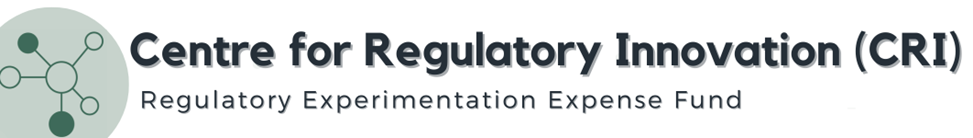 Centre for Regulatory Innovation (CRI)
Regulatory Experimentation Expense Fund